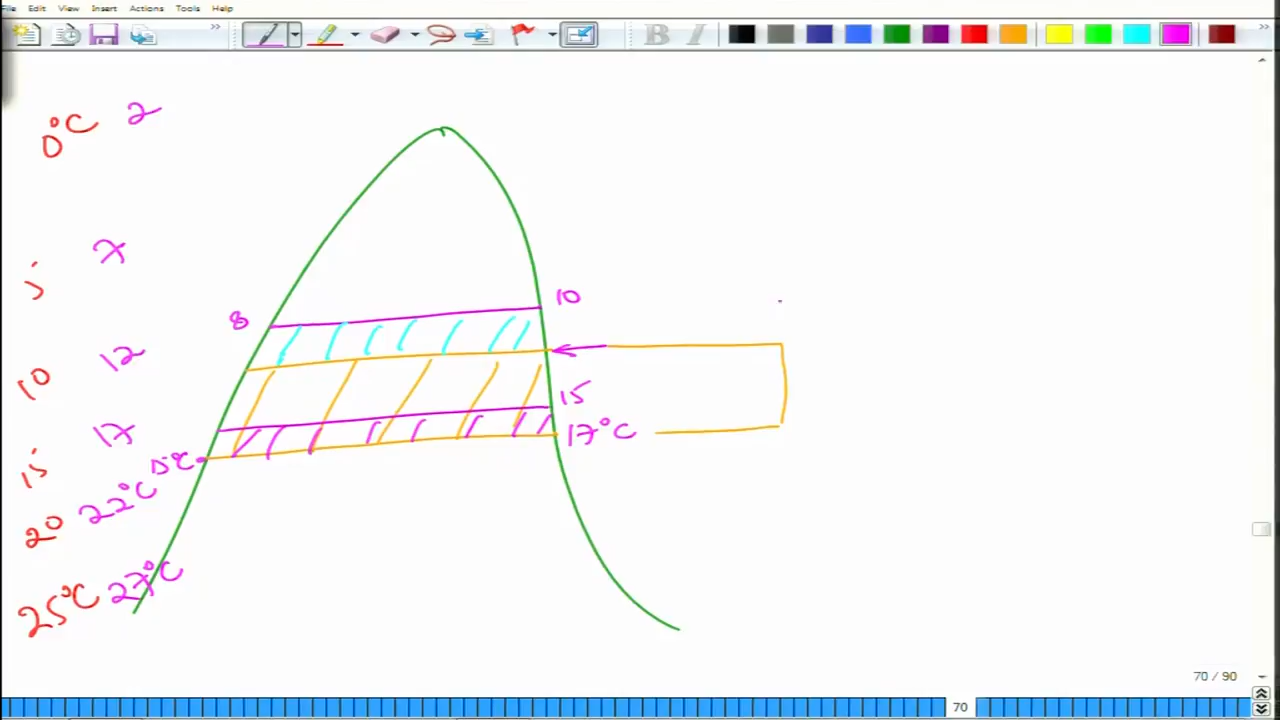 File Edit View Insert Actions Tools Help
B I
0°C 2
5 7
8 10
10 12
15
15 17 17°C
15°C
20 22°C
25°C 27°C
70 / 90
70